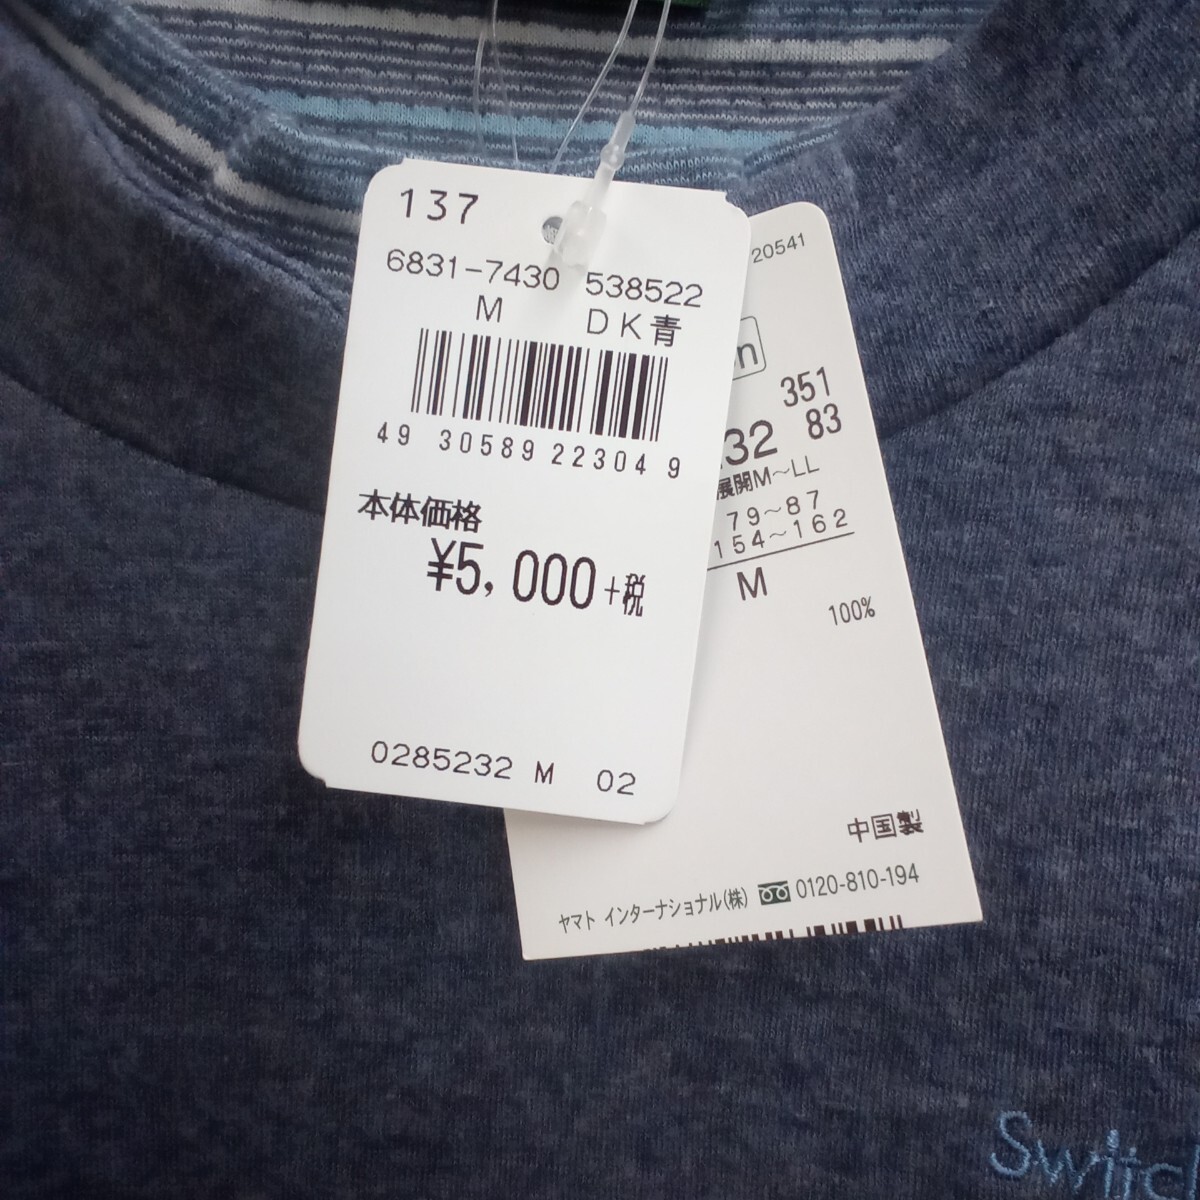 137
6831-7430 538522
M DK青
49 30589 22304 9
本体価格
¥5,000+税
0285232 M 02
20541
n
351
32 83
展開M~LL
79~87
154~162
M
100%
中国製
ヤマト インターナショナル(株) 0120-810-194
Switch